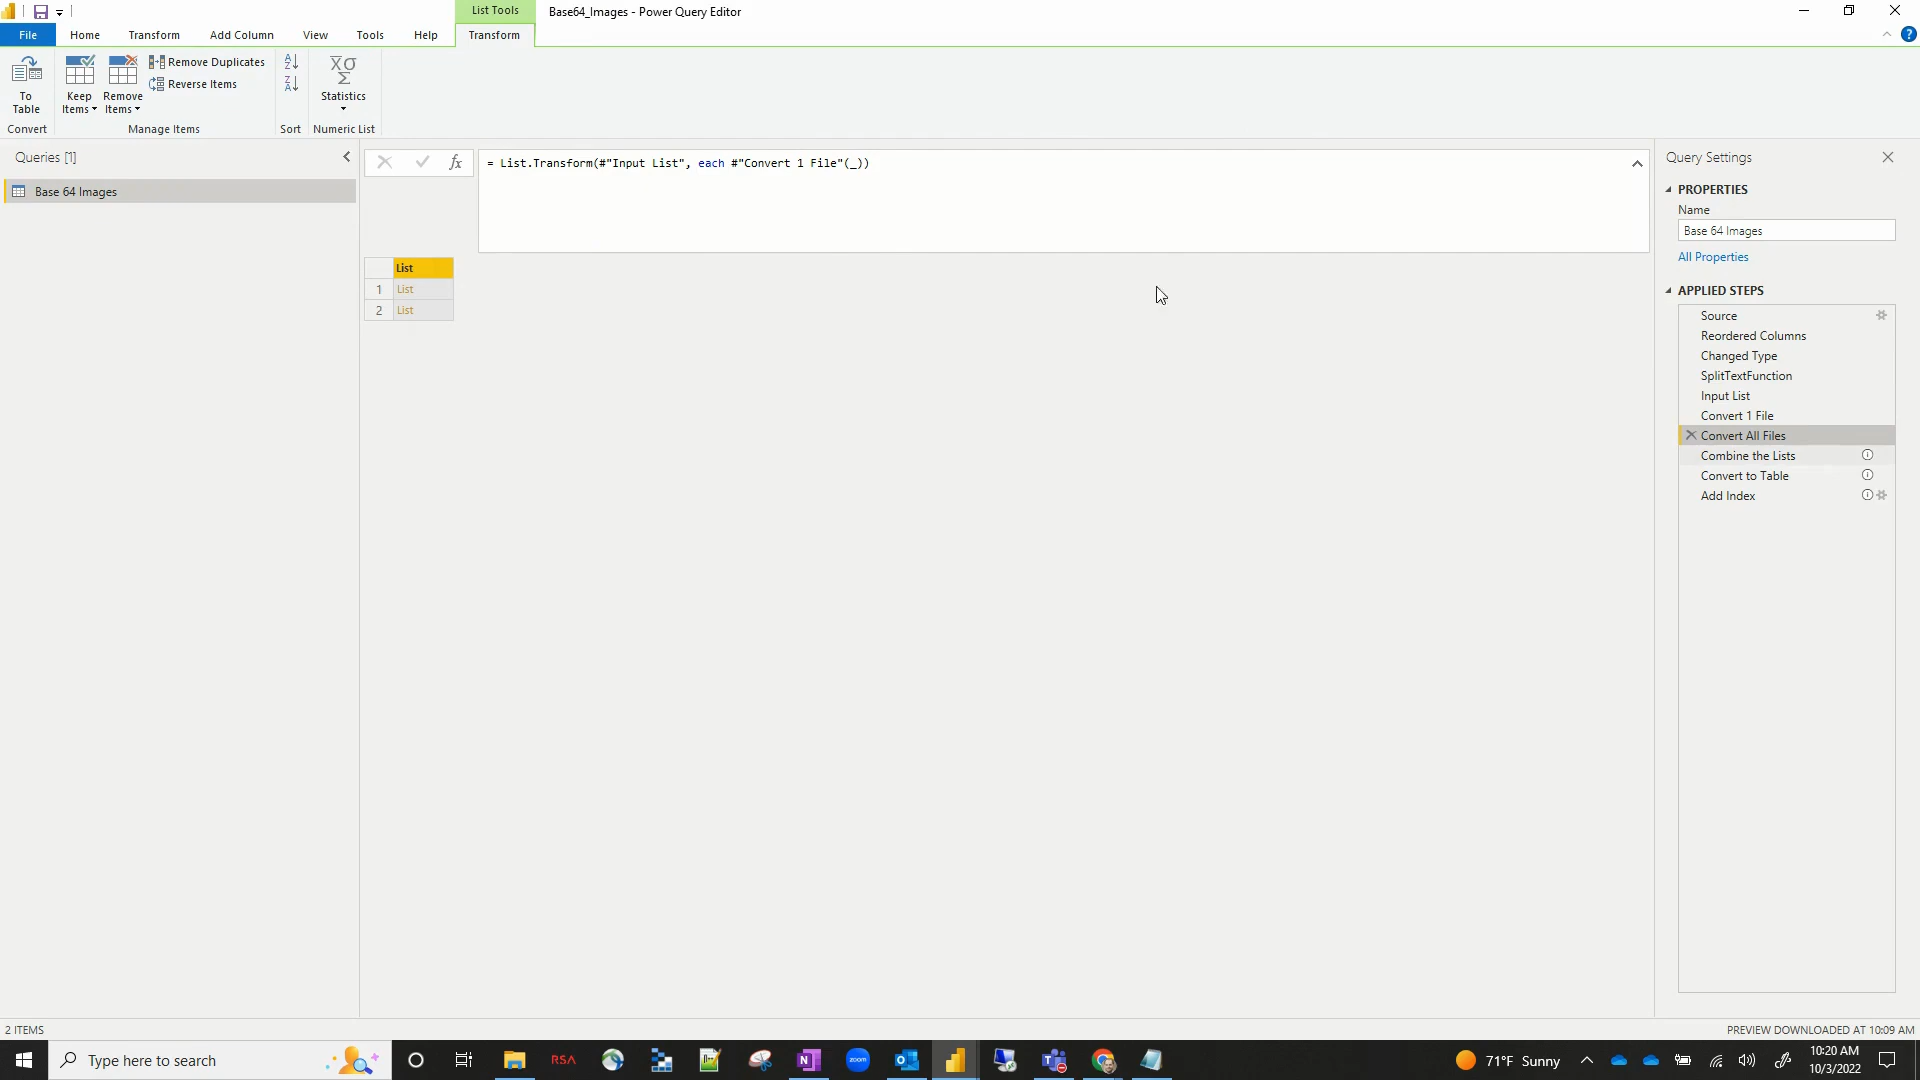 List Tools
Base64_Images - Power Query Editor
File
Home
Transform
Add Column
View
Tools
Help
Transform
To
Table
Keep
Items
Remove
Items
Remove Duplicates
Reverse Items
Statistics
Convert
Manage Items
Sort
Numeric List
Queries [1]
Base 64 Images
fx
= List.Transform(#"Input List", each #"Convert 1 File"(_))
List
1 List
2 List
Query Settings
PROPERTIES
Name
Base 64 Images
All Properties
APPLIED STEPS
Source
Reordered Columns
Changed Type
SplitTextFunction
Input List
Convert 1 File
Convert All Files
Combine the Lists
Convert to Table
Add Index
2 ITEMS
PREVIEW DOWNLOADED AT 10:09 AM
Type here to search
RSA
zoom
71°F Sunny
10:20 AM
10/3/2022